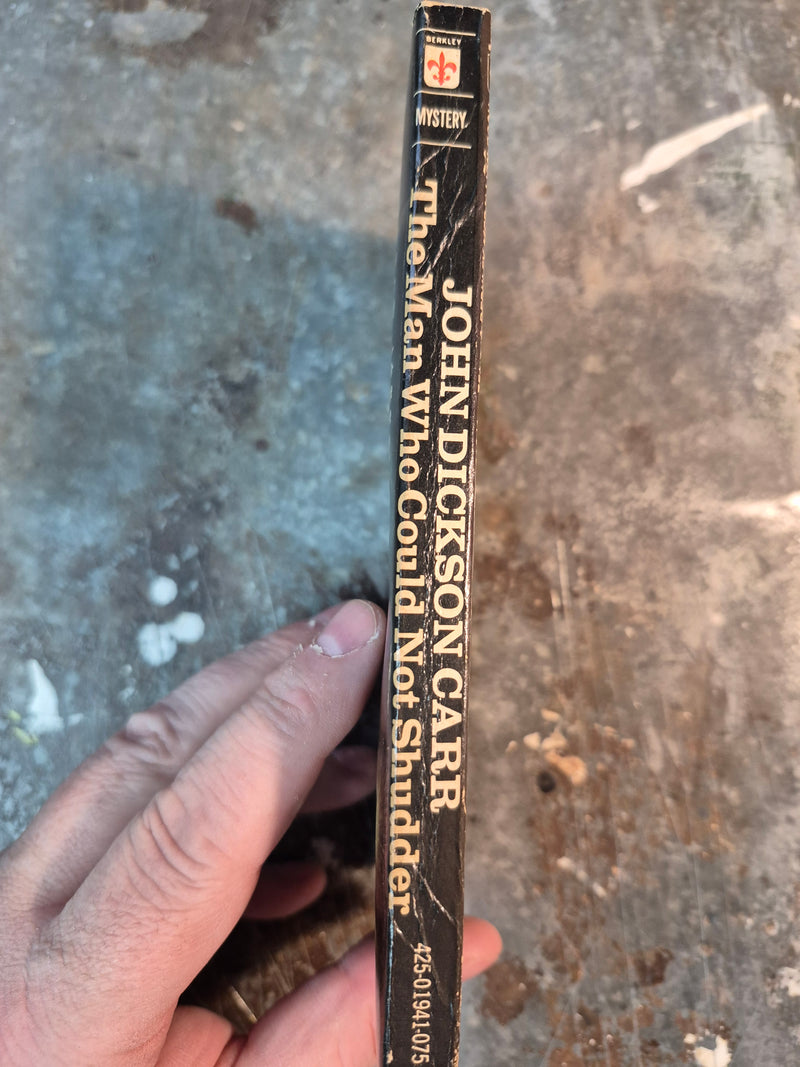 BERKLEY
MYSTERY
JOHN DICKSON CARR
The Man Who Could Not Shudder
425-01941-075